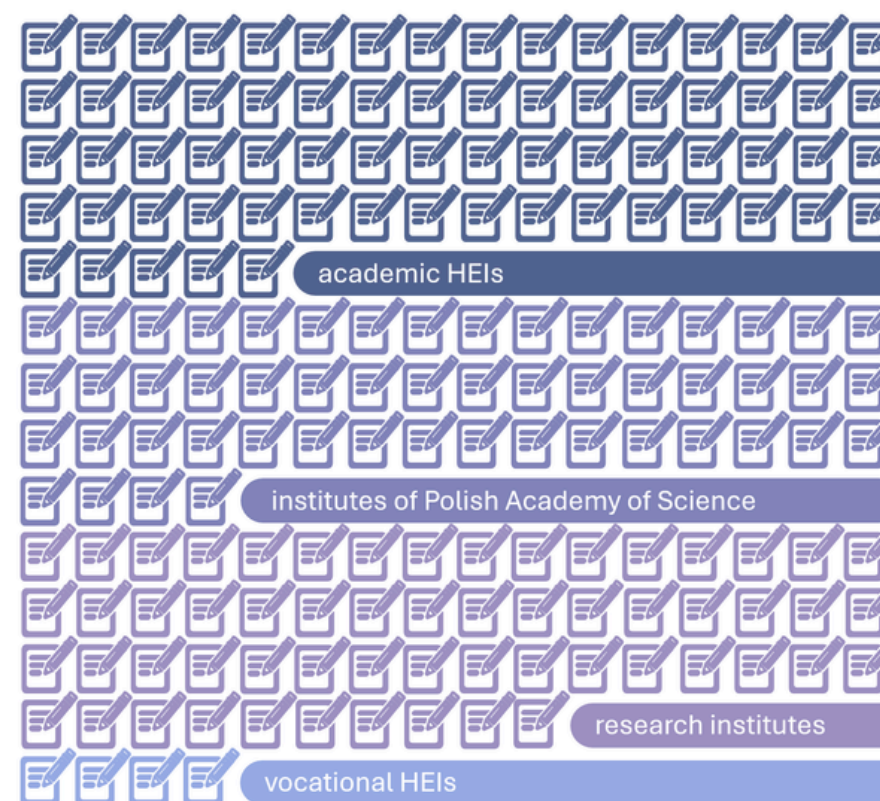 academic HEIs
institutes of Polish Academy of Science
research institutes
vocational HEIs